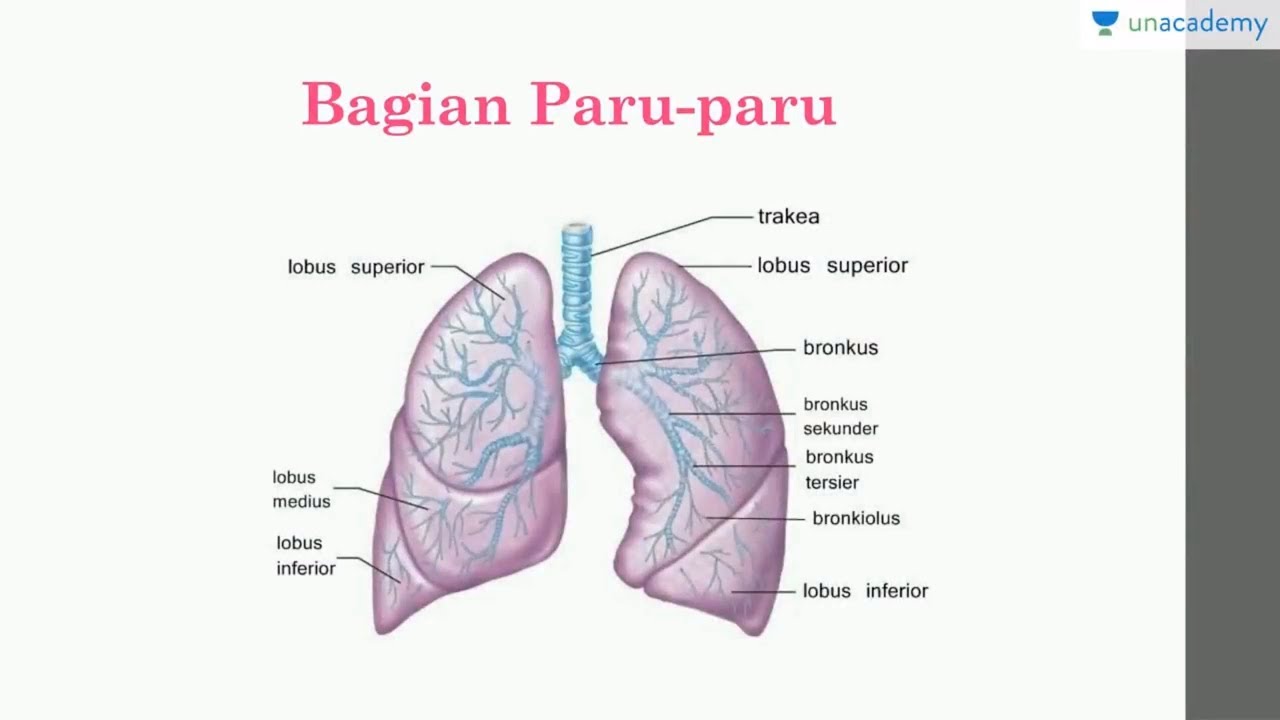 unacademy
Bagian Paru-paru
trakea
lobus superior
lobus superior
bronkus
bronkus
sekunder
bronkus
tersier
lobus
medius
bronkiolus
lobus
inferior
lobus inferior